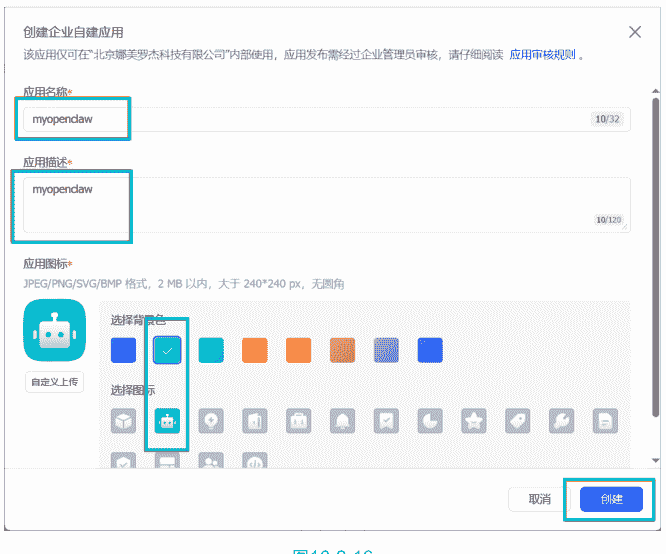 创建企业自建应用
该应用仅可在“北京娜美罗杰科技有限公司”内部使用，应用发布需经过企业管理员审核，请仔细阅读 应用审核规则 。
应用名称*
myopenclaw
10/32
应用描述*
myopenclaw
10/120
应用图标*
JPEG/PNG/SVG/BMP 格式，2 MB 以内，大于 240*240 px，无圆角
选择背景色
自定义上传
选择图标
取消
创建
图10-8-16